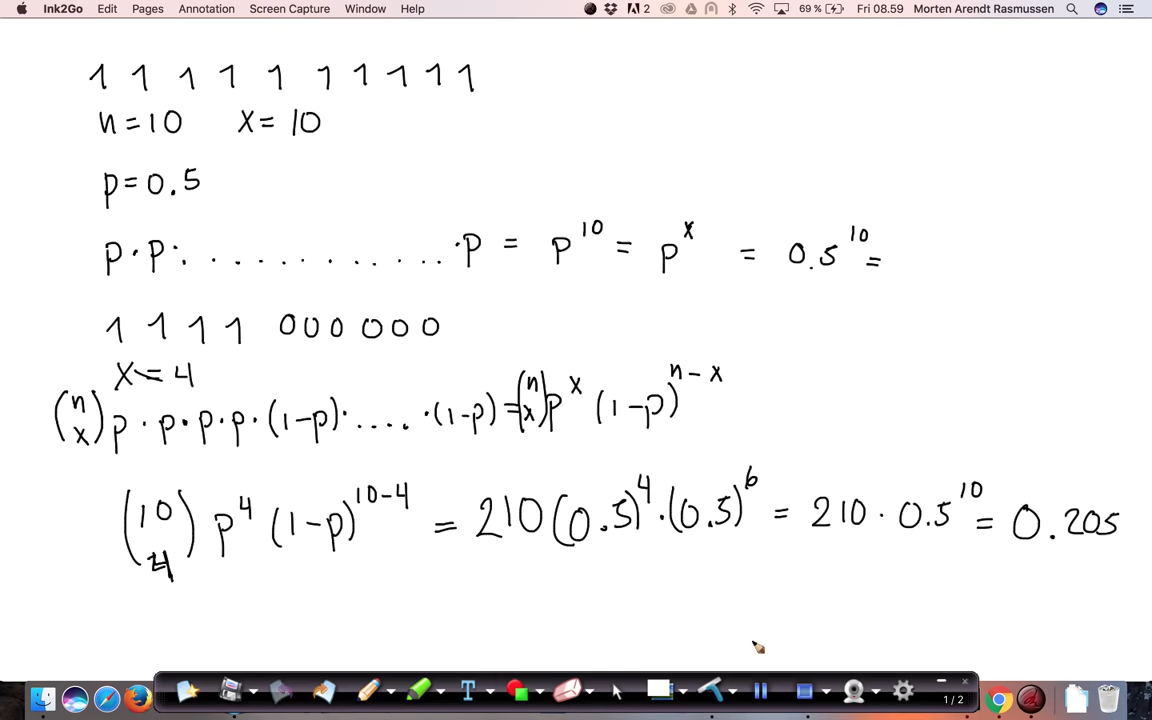 Ink2Go Edit Pages Annotation Screen Capture Window Help 2 69% Fri 08.59 Morten Arendt Rasmussen
1 1 1 1 1 1 1 1 1 1
n=10 x=10
p=0.5
p·p·. . . . . . . . . . . . ·p = p^10 = p^x = 0.5^10 =
1 1 1 1 0 0 0 0 0 0
x=4
(n x) p·p·p·p·(1-p)·....·(1-p)=(n x)p^x (1-p)^n-x
(10 4) p^4 (1-p)^10-4 = 210(0.5)^4·(0.5)^6 = 210·0.5^10 = 0.205
1/2